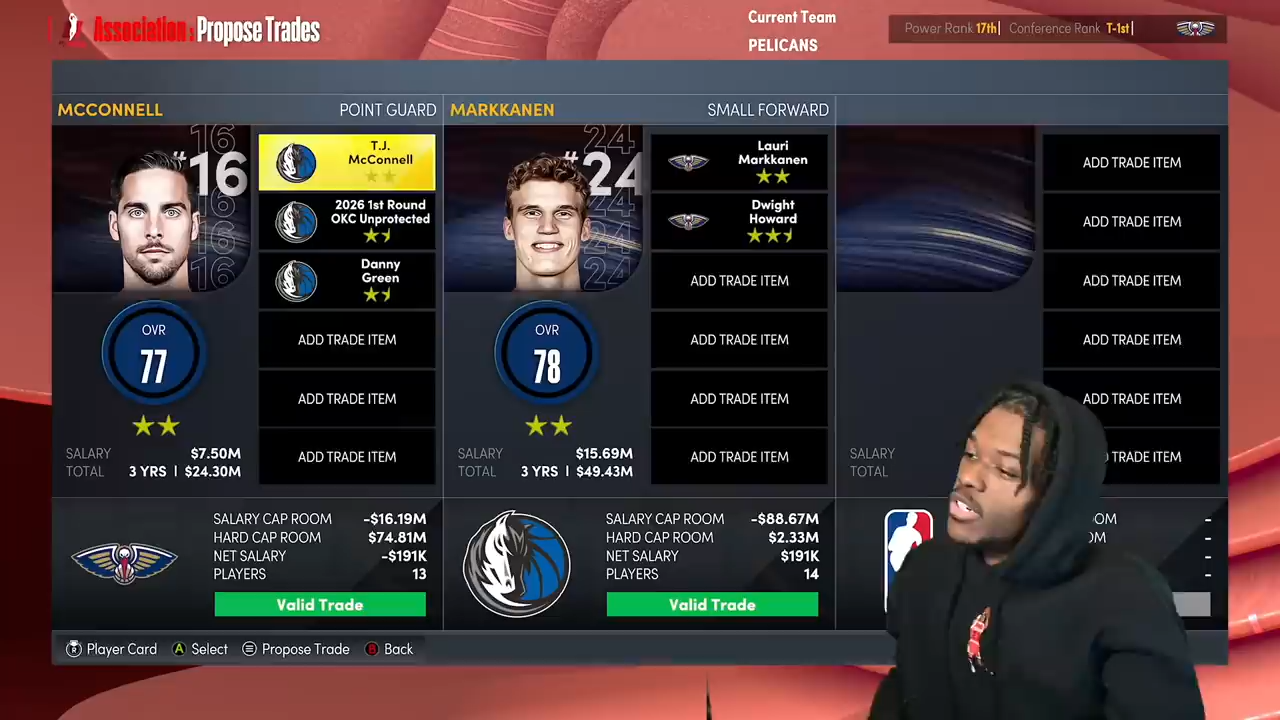 Association : Propose Trades
Current Team
PELICANS
Power Rank 17th| Conference Rank T-1st|
MCCONNELL POINT GUARD
#16
T.J.
McConnell
2026 1st Round
OKC Unprotected
Danny
Green
ADD TRADE ITEM
ADD TRADE ITEM
ADD TRADE ITEM
OVR
77
SALARY $7.50M
TOTAL 3 YRS | $24.30M
MARKKANEN SMALL FORWARD
#24
Lauri
Markkanen
Dwight
Howard
ADD TRADE ITEM
ADD TRADE ITEM
ADD TRADE ITEM
ADD TRADE ITEM
OVR
78
SALARY $15.69M
TOTAL 3 YRS | $49.43M
ADD TRADE ITEM
ADD TRADE ITEM
ADD TRADE ITEM
ADD TRADE ITEM
ADD TRADE ITEM
TRADE ITEM
SALARY
TOTAL
SALARY CAP ROOM -$16.19M
HARD CAP ROOM $74.81M
NET SALARY -$191K
PLAYERS 13
Valid Trade
SALARY CAP ROOM -$88.67M
HARD CAP ROOM $2.33M
NET SALARY $191K
PLAYERS 14
Valid Trade
Player Card A Select Propose Trade B Back